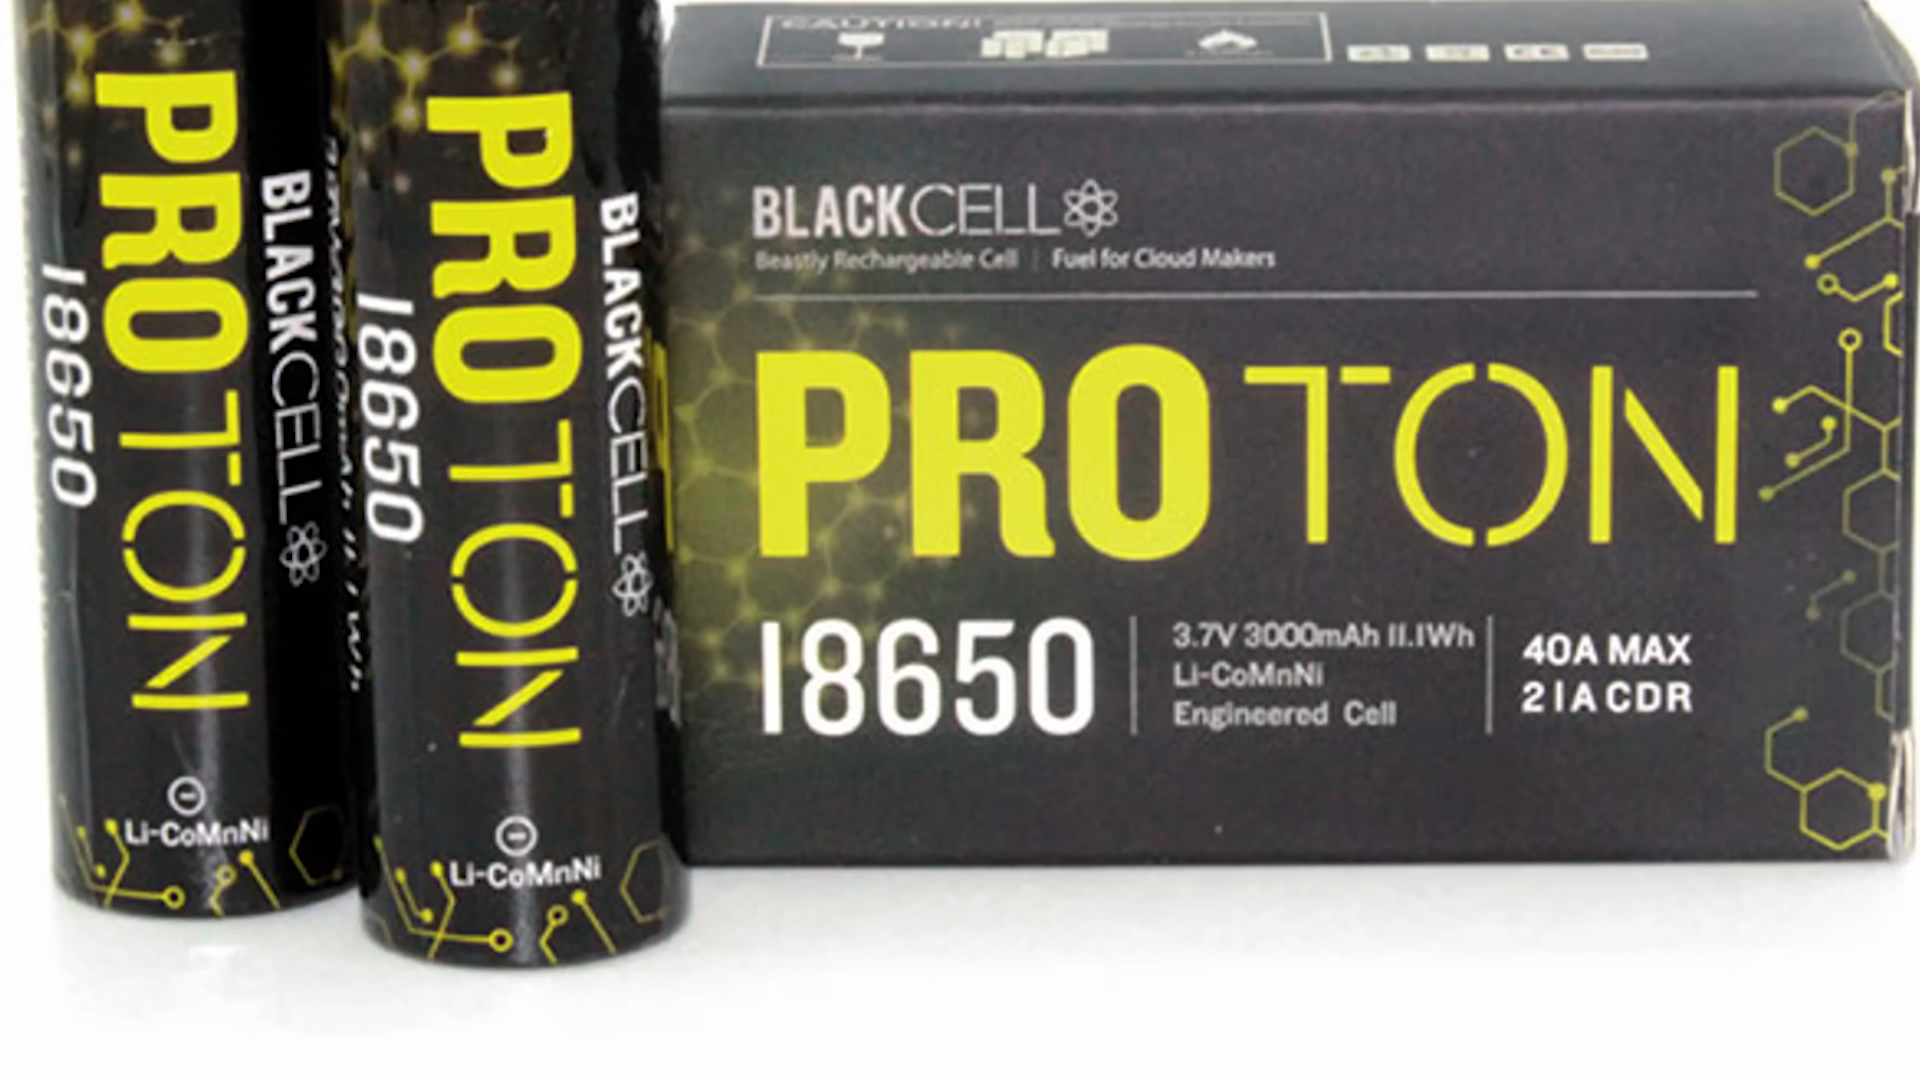 PROTON
BLACKCELL
18650
Li-CoMnNi
PROTON
BLACKCELL
18650
Li-CoMnNi
CAUTION!
BLACKCELL
Beastly Rechargeable Cell | Fuel for Cloud Makers
PROTON
18650
3.7V 3000mAh 11.1Wh
Li-CoMnNi
Engineered Cell
40A MAX
21A CDR